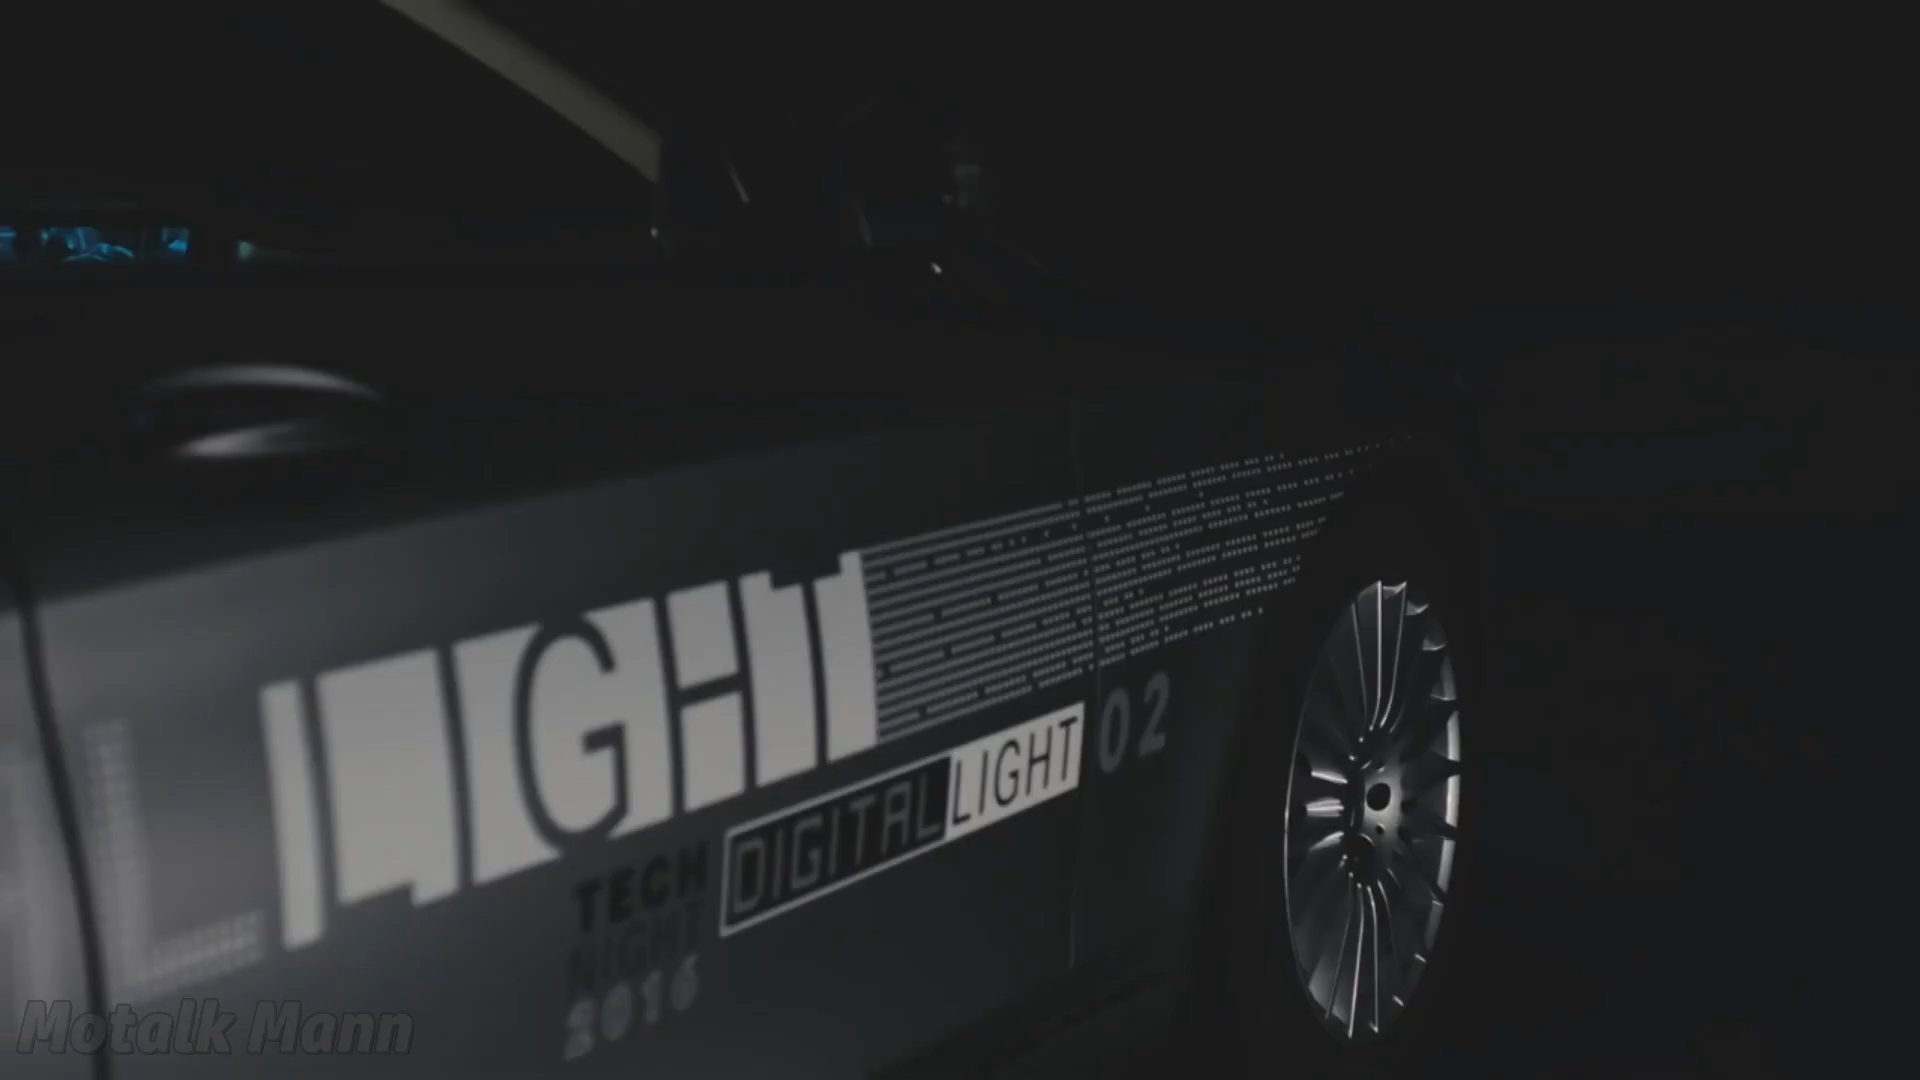 LIGHT
DIGITAL LIGHT 02
TECH
NIGHT
2016
Motalk Mann